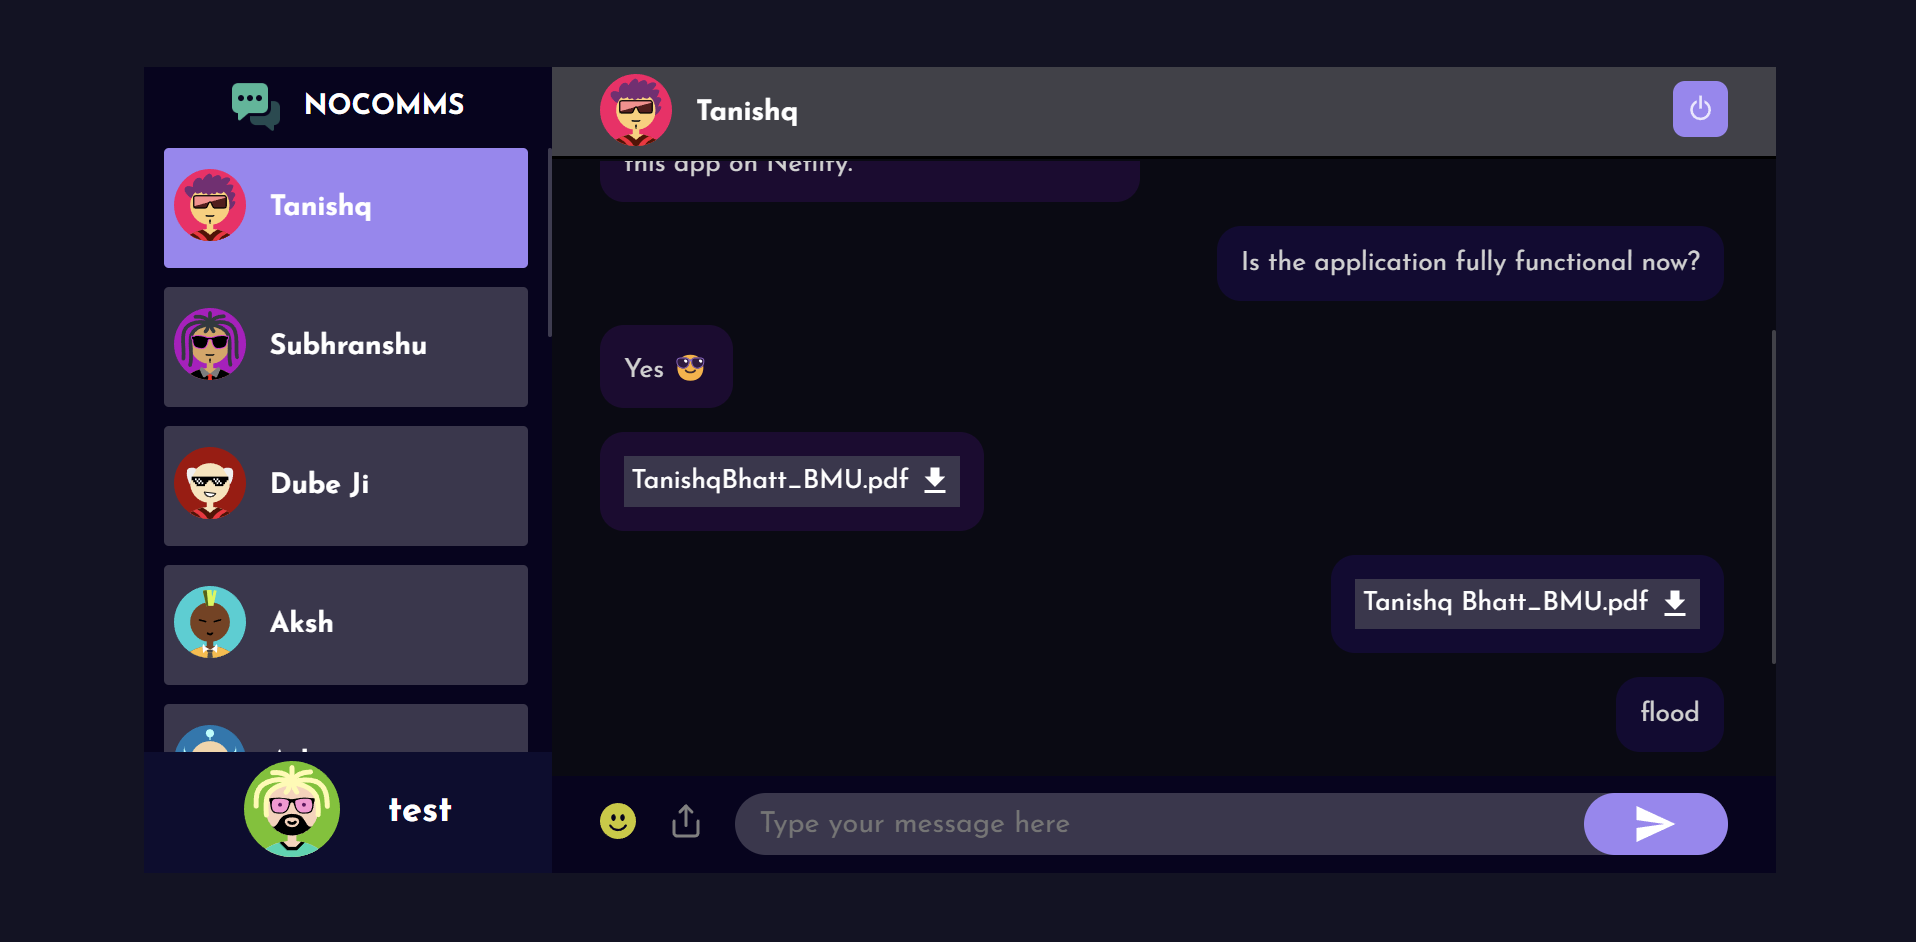 NOCOMMS
Tanishq
Subhranshu
Dube Ji
Aksh
test
Tanishq
this app on Netlify.
Is the application fully functional now?
Yes 😎
TanishqBhatt_BMU.pdf
Tanishq Bhatt_BMU.pdf
flood
Type your message here